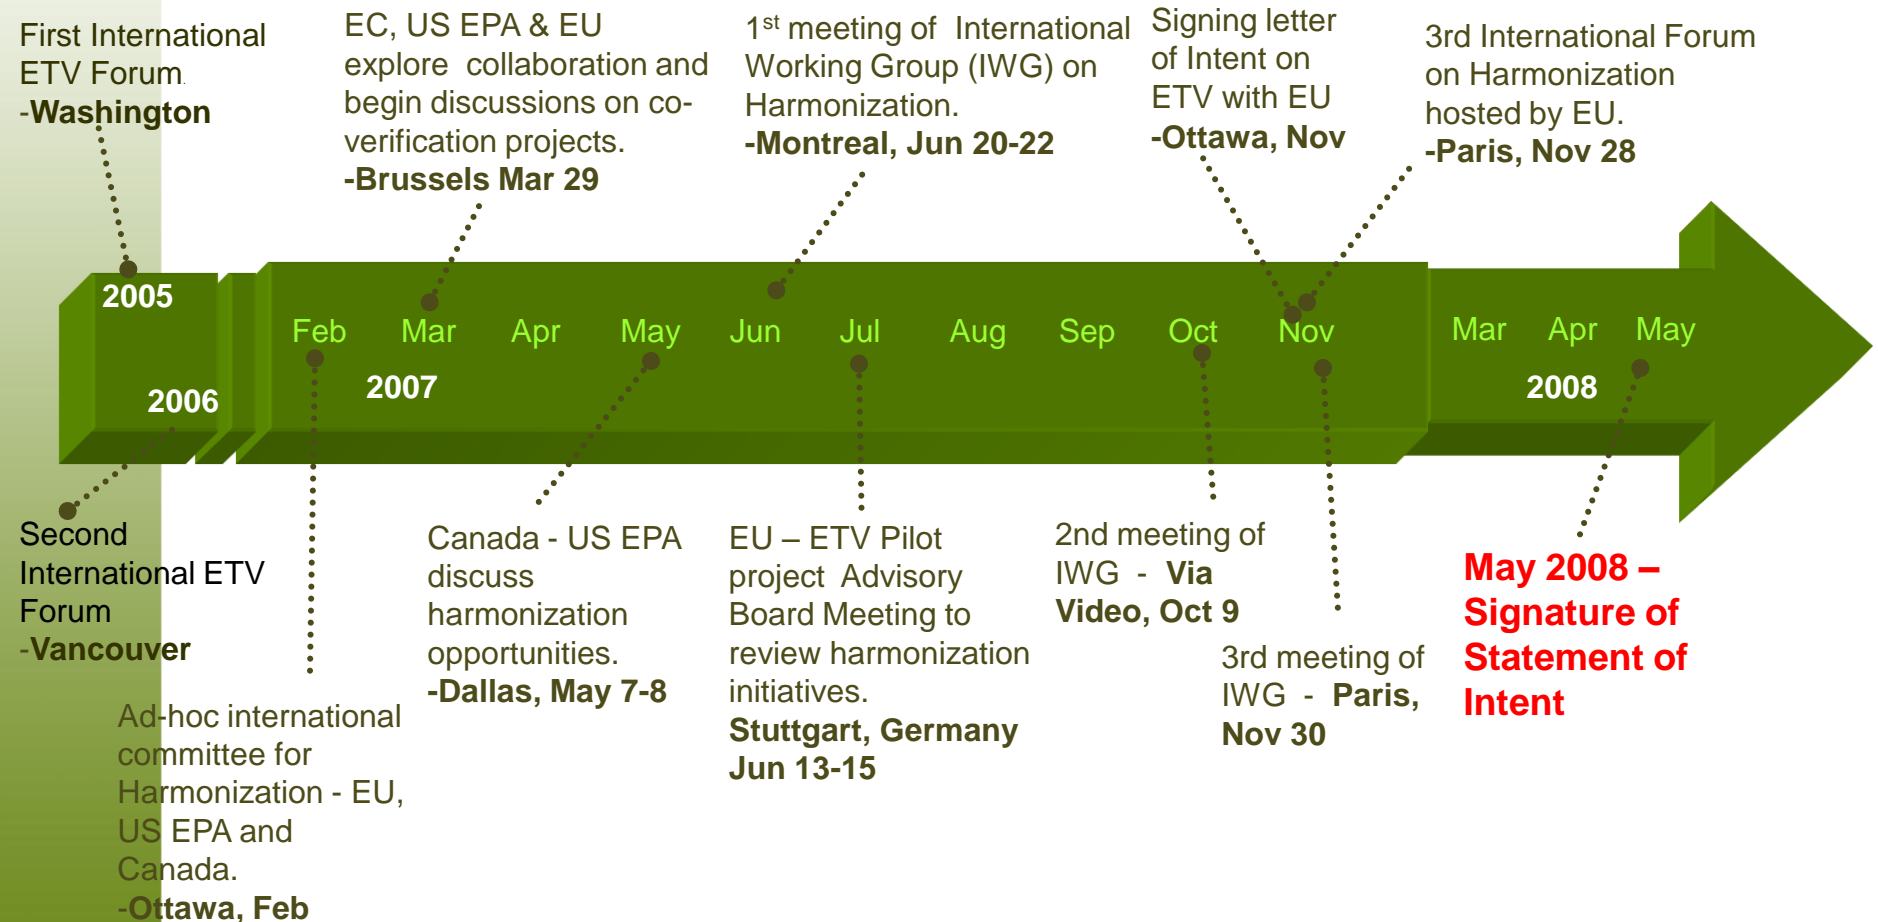 First International
ETV Forum.
-Washington
EC, US EPA & EU
explore collaboration and
begin discussions on co-
verification projects.
-Brussels Mar 29
1st meeting of International
Working Group (IWG) on
Harmonization.
-Montreal, Jun 20-22
Signing letter
of Intent on
ETV with EU
-Ottawa, Nov
3rd International Forum
on Harmonization
hosted by EU.
-Paris, Nov 28
2005
2006
Feb Mar Apr May Jun Jul Aug Sep Oct Nov
2007
Mar Apr May
2008
Second
International ETV
Forum
-Vancouver
Ad-hoc international
committee for
Harmonization - EU,
US EPA and
Canada.
-Ottawa, Feb
Canada - US EPA
discuss
harmonization
opportunities.
-Dallas, May 7-8
EU – ETV Pilot
project Advisory
Board Meeting to
review harmonization
initiatives.
Stuttgart, Germany
Jun 13-15
2nd meeting of
IWG - Via
Video, Oct 9
3rd meeting of
IWG - Paris,
Nov 30
May 2008 –
Signature of
Statement of
Intent